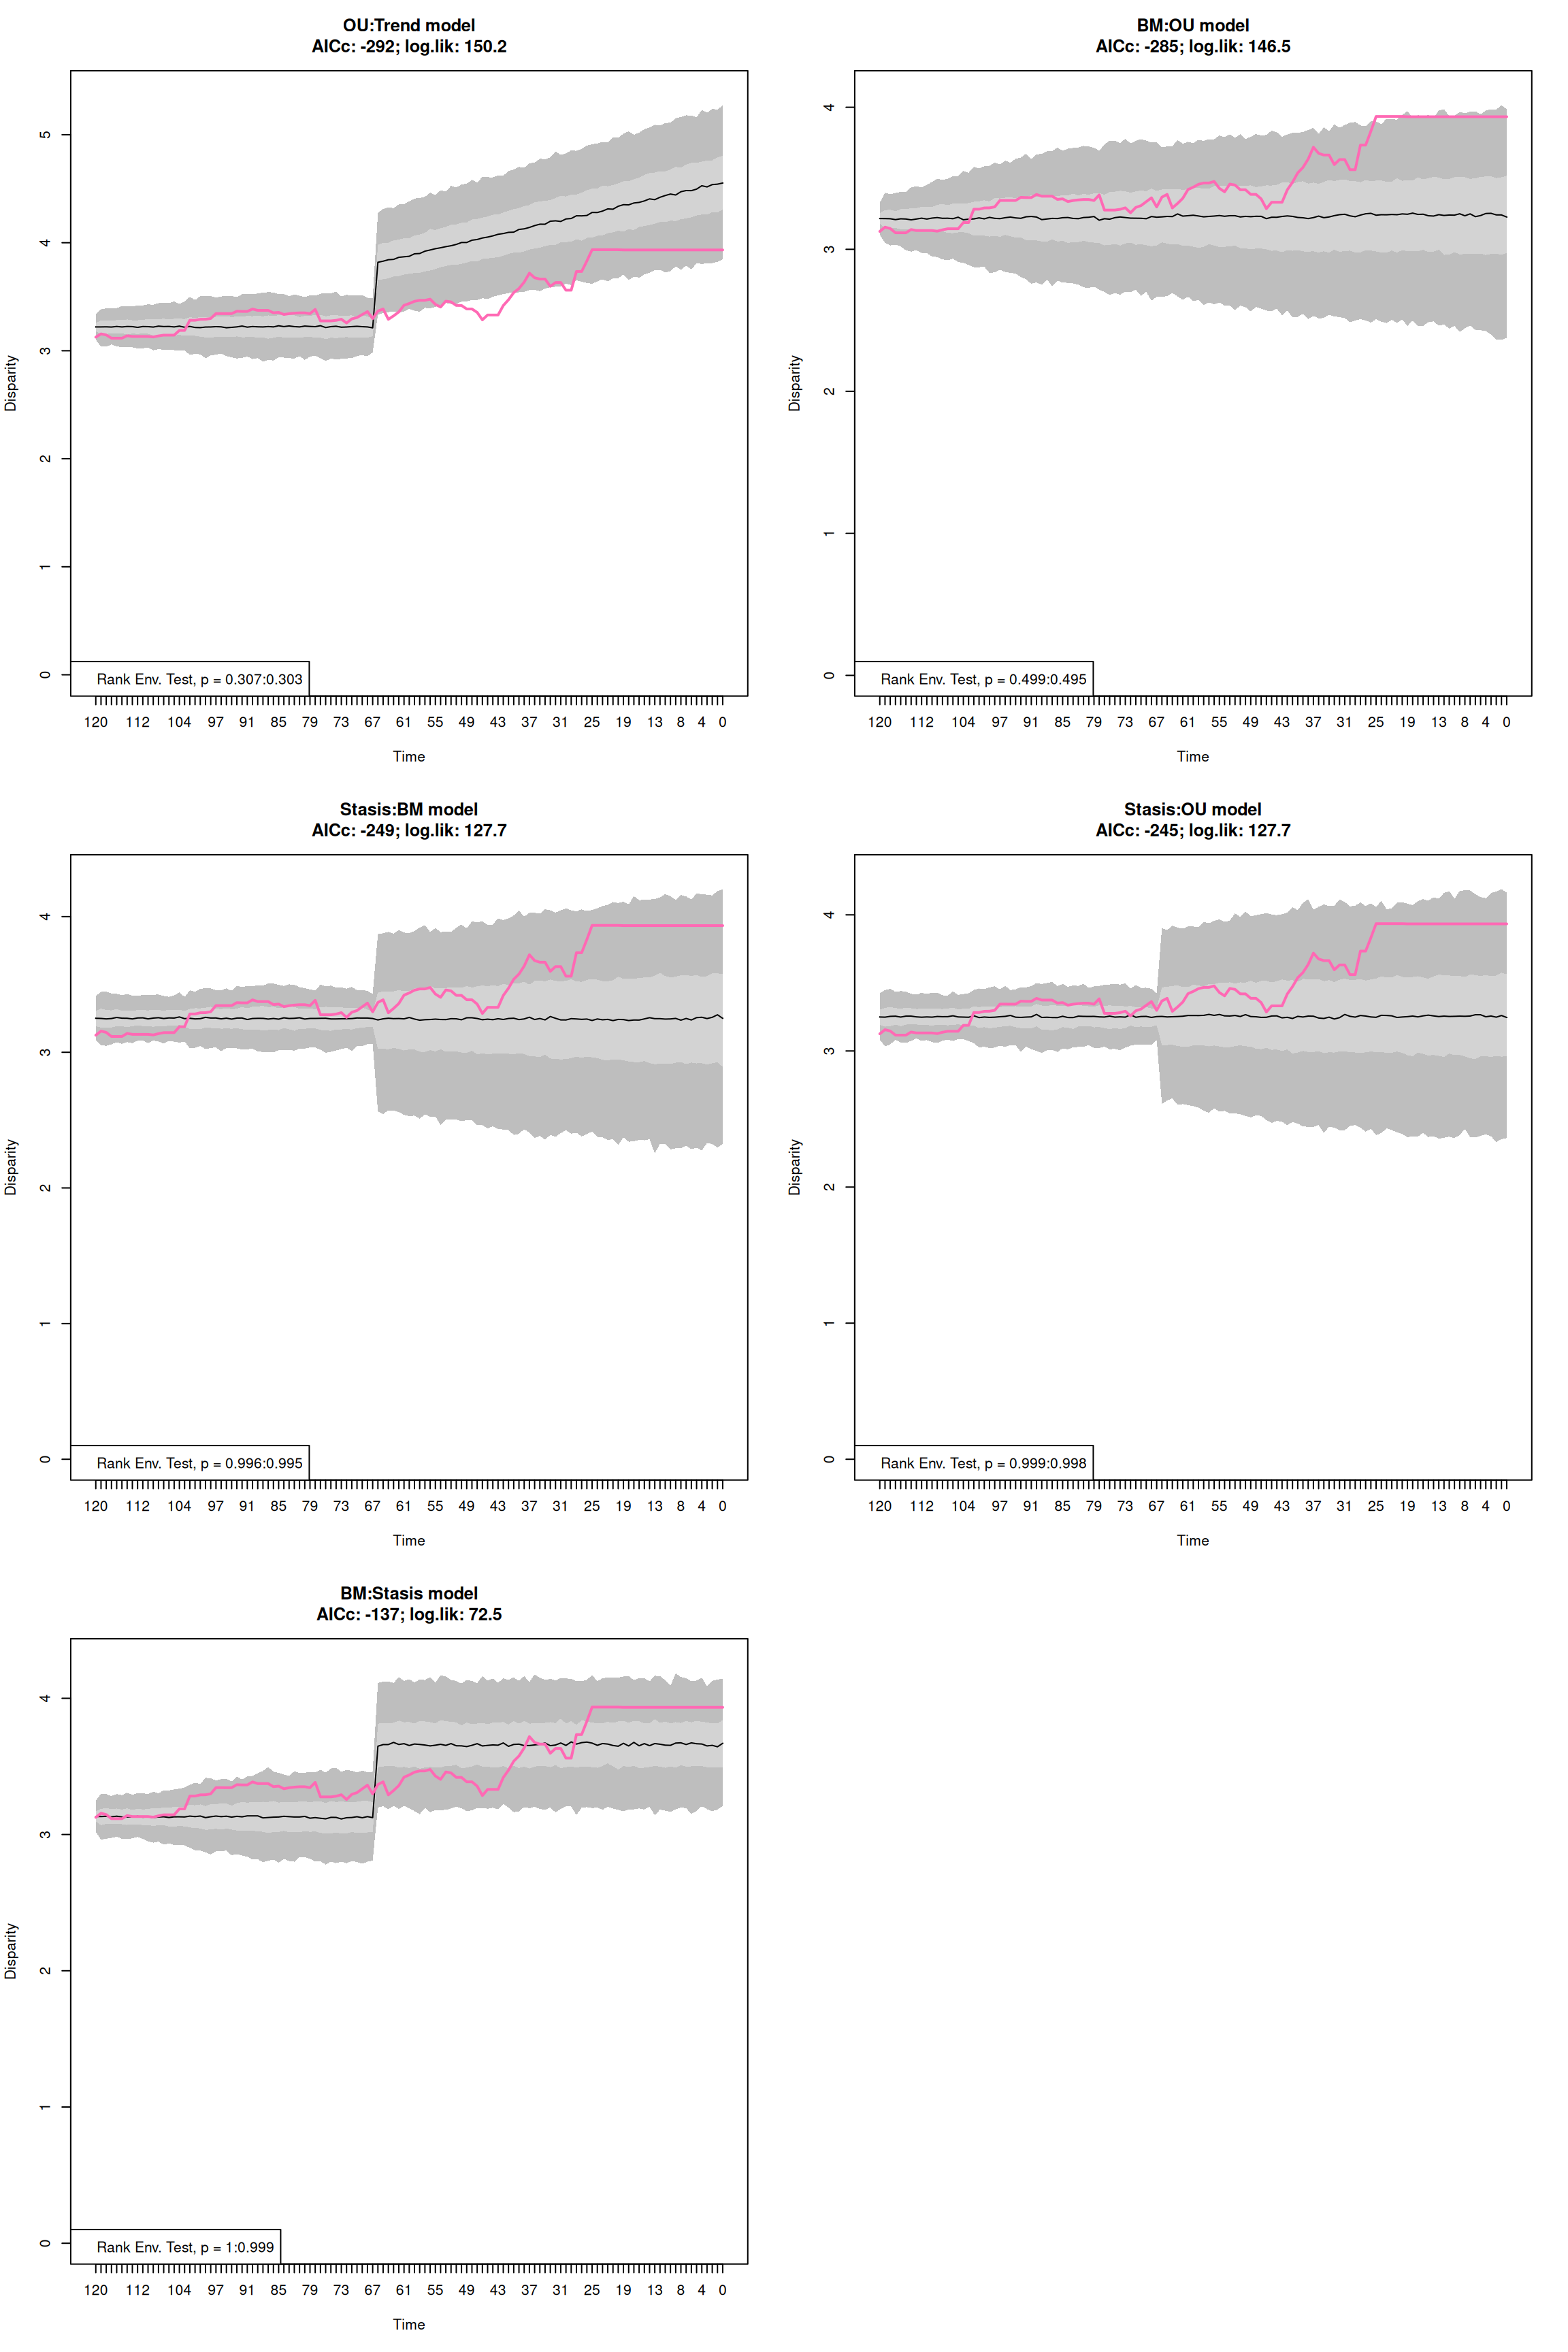 OU:Trend model
AICc: -292; log.lik: 150.2
Disparity
5
4
3
2
1
0
Rank Env. Test, p = 0.307:0.303
120 112 104 97 91 85 79 73 67 61 55 49 43 37 31 25 19 13 8 4 0
Time
BM:OU model
AICc: -285; log.lik: 146.5
Disparity
4
3
2
1
0
Rank Env. Test, p = 0.499:0.495
120 112 104 97 91 85 79 73 67 61 55 49 43 37 31 25 19 13 8 4 0
Time
Stasis:BM model
AICc: -249; log.lik: 127.7
Disparity
4
3
2
1
0
Rank Env. Test, p = 0.996:0.995
120 112 104 97 91 85 79 73 67 61 55 49 43 37 31 25 19 13 8 4 0
Time
Stasis:OU model
AICc: -245; log.lik: 127.7
Disparity
4
3
2
1
0
Rank Env. Test, p = 0.999:0.998
120 112 104 97 91 85 79 73 67 61 55 49 43 37 31 25 19 13 8 4 0
Time
BM:Stasis model
AICc: -137; log.lik: 72.5
Disparity
4
3
2
1
0
Rank Env. Test, p = 1:0.999
120 112 104 97 91 85 79 73 67 61 55 49 43 37 31 25 19 13 8 4 0
Time